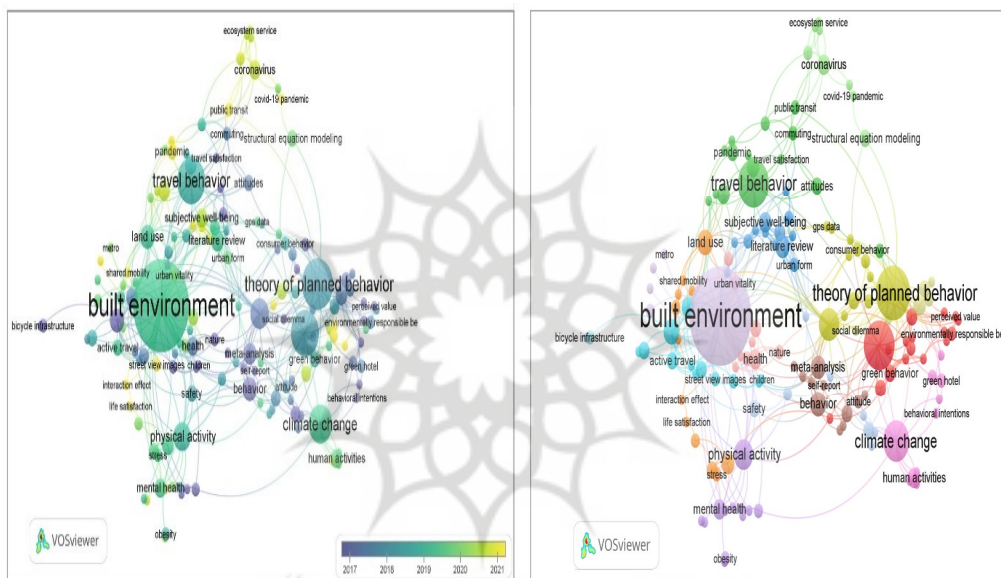 ecosystem service
coronavirus
covid-19 pandemic
public transit
commuting
structural equation modeling
pandemic
travel satisfaction
travel behavior
attitudes
subjective well-being
gps data
land use
literature review
consumer behavior
metro
urban form
shared mobility
urban vitality
theory of planned behavior
built environment
perceived value
social dilemma
environmentally responsible be
bicycle infrastructure
nature
active travel
health
meta-analysis
green behavior
street view images
children
self-report
green hotel
interaction effect
safety
behavior
attitude
behavioral intentions
life satisfaction
climate change
physical activity
stress
human activities
mental health
obesity
VOSviewer
2017 2018 2019 2020 2021
ecosystem service
coronavirus
covid-19 pandemic
public transit
commuting
structural equation modeling
pandemic
travel satisfaction
travel behavior
attitudes
subjective well-being
gps data
land use
literature review
consumer behavior
metro
urban form
shared mobility
urban vitality
theory of planned behavior
built environment
perceived value
social dilemma
environmentally responsible be
bicycle infrastructure
nature
active travel
health
meta-analysis
green behavior
street view images
children
self-report
green hotel
interaction effect
safety
behavior
attitude
behavioral intentions
life satisfaction
climate change
physical activity
stress
human activities
mental health
obesity
VOSviewer